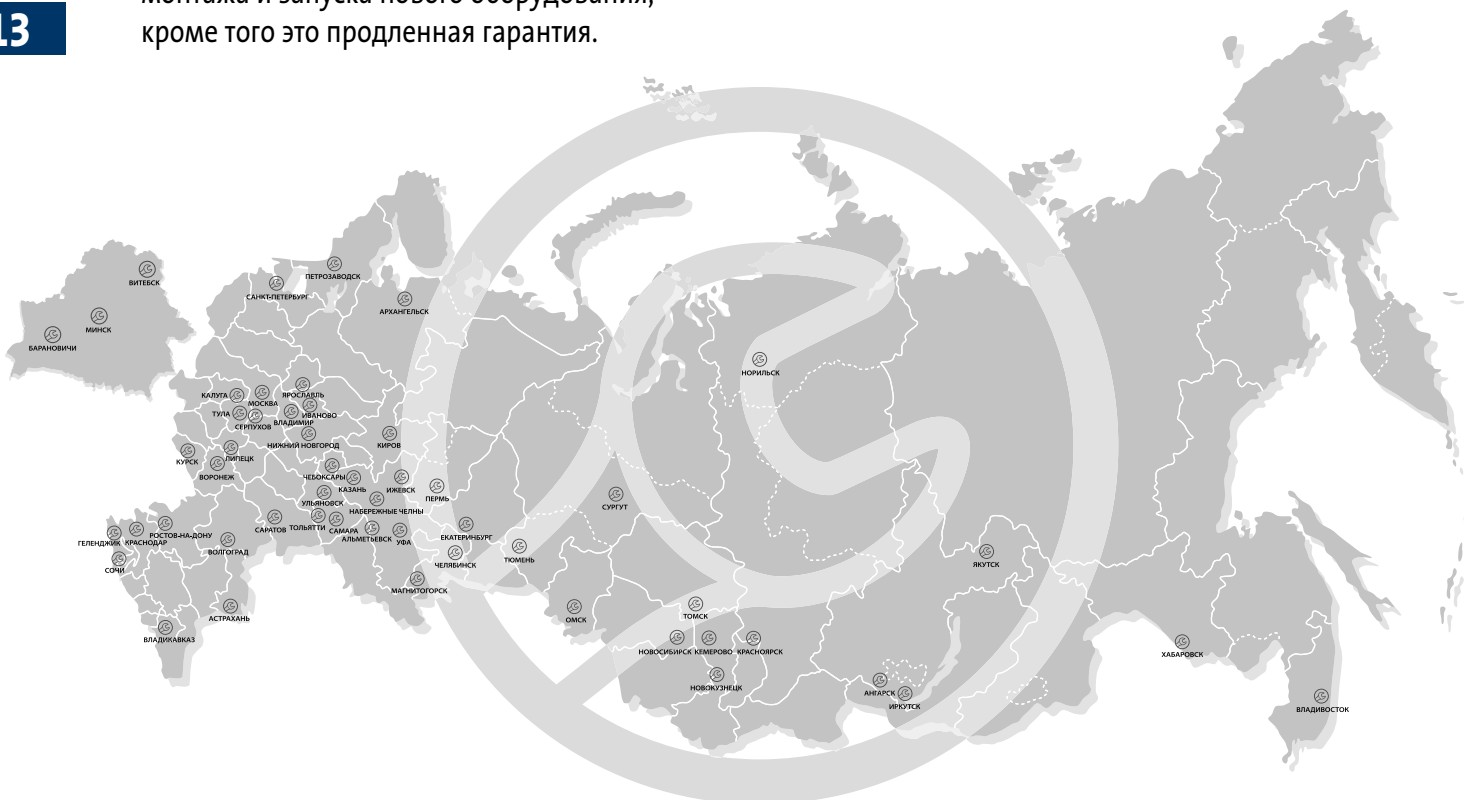 монтажа и запуска нового оборудования,
13
кроме того это продленная гарантия.
ВИТЕБСК
МИНСК
БАРАНОВИЧИ
ПЕТРОЗАВОДСК
САНКТ-ПЕТЕРБУРГ
АРХАНГЕЛЬСК
НОРИЛЬСК
КАЛУГА
МОСКВА
ЯРОСЛАВЛЬ
ТУЛА
СЕРПУХОВ
ВЛАДИМИР
ИВАНОВО
НИЖНИЙ НОВГОРОД
КИРОВ
КУРСК
ЛИПЕЦК
ВОРОНЕЖ
ЧЕБОКСАРЫ
КАЗАНЬ
ИЖЕВСК
ПЕРМЬ
УЛЬЯНОВСК
НАБЕРЕЖНЫЕ ЧЕЛНЫ
СУРГУТ
ГЕЛЕНДЖИК
КРАСНОДАР
РОСТОВ-НА-ДОНУ
САРАТОВ
ТОЛЬЯТТИ
САМАРА
АЛЬМЕТЬЕВСК
УФА
ЕКАТЕРИНБУРГ
ВОЛГОГРАД
СОЧИ
ЧЕЛЯБИНСК
ТЮМЕНЬ
ЯКУТСК
МАГНИТОГОРСК
АСТРАХАНЬ
ОМСК
ТОМСК
ВЛАДИКАВКАЗ
НОВОСИБИРСК
КЕМЕРОВО
КРАСНОЯРСК
ХАБАРОВСК
НОВОКУЗНЕЦК
АНГАРСК
ИРКУТСК
ВЛАДИВОСТОК